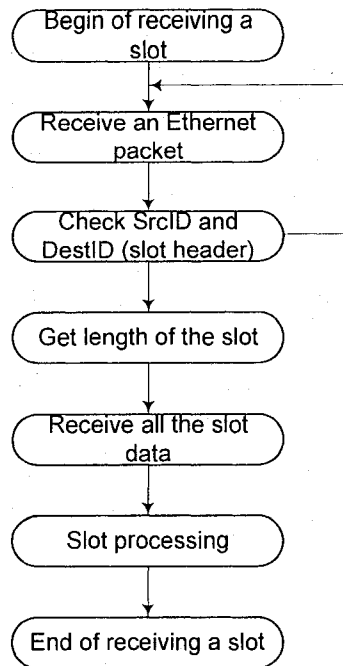 Begin of receiving a
slot
Receive an Ethernet
packet
Check SrcID and
DestID (slot header)
Get length of the slot
Receive all the slot
data
Slot processing
End of receiving a slot